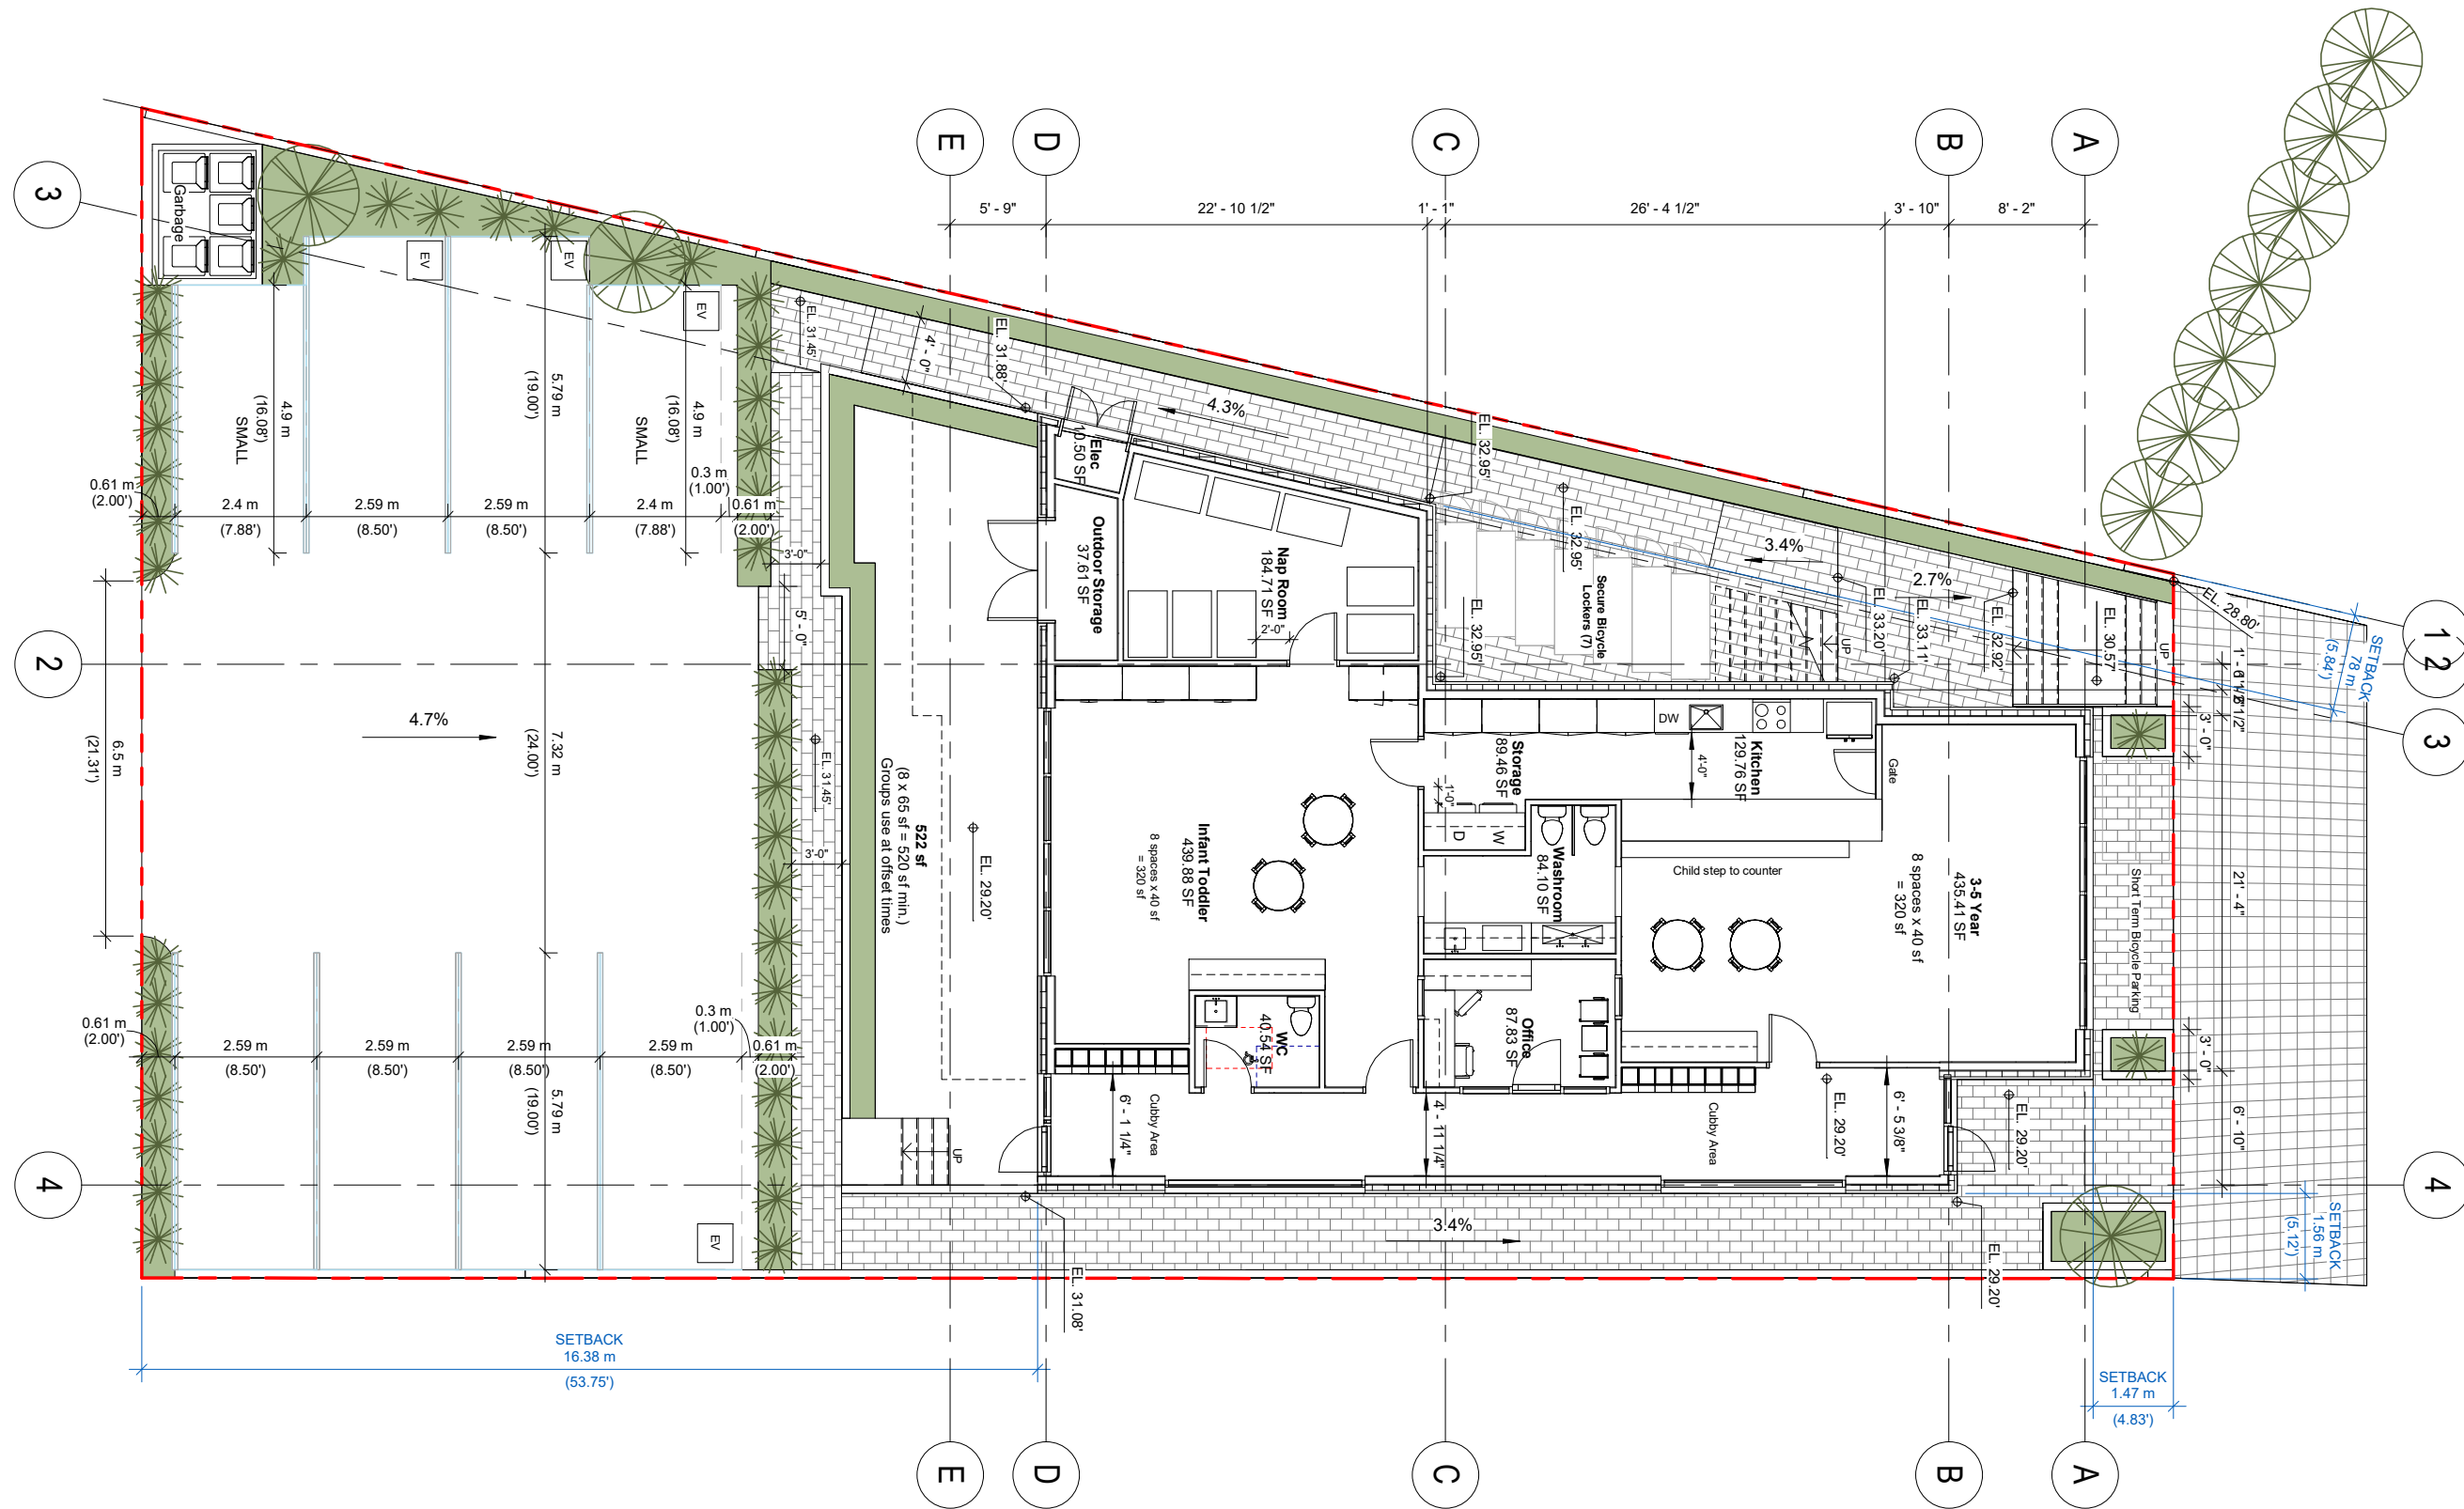 E
D
C
B
A
3
5' - 9"
22' - 10 1/2"
1' - 1"
26' - 4 1/2"
3' - 10"
8' - 2"
Garbage
EV
EV
EV
EL. 31.45'
4' - 0"
EL. 31.88'
4.3%
EL. 32.95'
EL. 32.95'
3.4%
2.7%
EL. 33.20'
EL. 33.11'
EL. 32.92'
EL. 30.57'
UP
EL. 28.80'
1
2
3
SETBACK
(5.84')
4.9 m
(16.08')
SMALL
5.79 m
(19.00')
4.9 m
(16.08')
SMALL
0.3 m
(1.00')
0.61 m
(2.00')
2.4 m
(7.88')
2.59 m
(8.50')
2.59 m
(8.50')
2.4 m
(7.88')
0.61 m
(2.00')
3'-0"
5' - 0"
Elec
10.50 SF
Outdoor Storage
37.61 SF
Nap Room
184.71 SF
2'-0"
Secure Bicycle
Lockers (7)
EL. 32.95'
UP
3' - 0"
2
6.5 m
(21.31')
4.7%
7.32 m
(24.00')
EL. 31.45'
3'-0"
522 sf
(8 x 65 sf = 520 sf min.)
Groups use at offset times
EL. 29.20'
Infant Toddler
439.88 SF
8 spaces x 40 sf
= 320 sf
Storage
89.46 SF
1'-0"
D
W
DW
Kitchen
129.76 SF
4'-0"
Gate
Washroom
84.10 SF
Child step to counter
3-5 Year
435.41 SF
8 spaces x 40 sf
= 320 sf
Short Term Bicycle Parking
21' - 4"
0.61 m
(2.00')
2.59 m
(8.50')
2.59 m
(8.50')
2.59 m
(8.50')
2.59 m
(8.50')
0.3 m
(1.00')
0.61 m
(2.00')
5.79 m
(19.00')
WC
40.54 SF
Office
87.83 SF
3' - 0"
6' - 10"
6' - 1 1/4"
Cubby Area
4' - 11 1/4"
Cubby Area
EL. 29.20'
6' - 5 3/8"
EL. 29.20'
UP
4
4
EV
3.4%
EL. 31.08'
EL. 29.20'
SETBACK
1.56 m
(5.12')
SETBACK
16.38 m
(53.75')
SETBACK
1.47 m
(4.83')
E
D
C
B
A